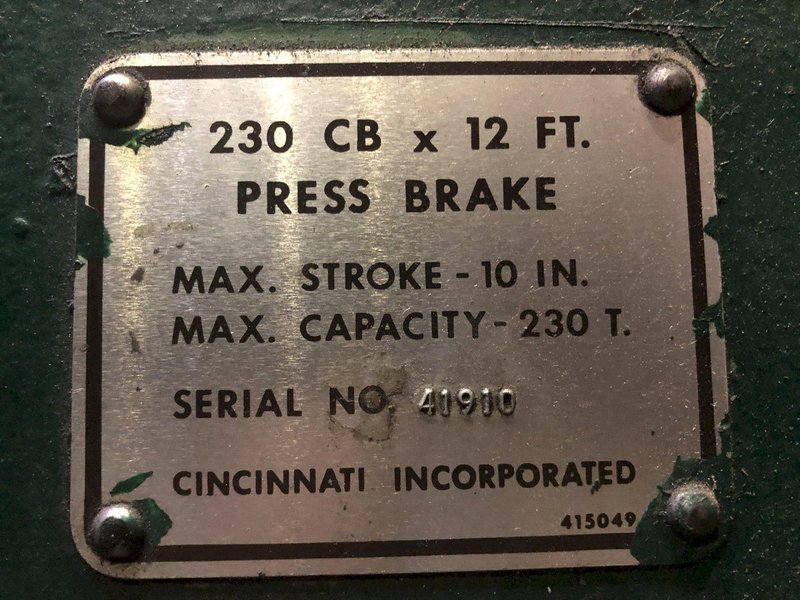 230 CB x 12 FT.
PRESS BRAKE
MAX. STROKE - 10 IN.
MAX. CAPACITY - 230 T.
SERIAL NO. 41910
CINCINNATI INCORPORATED
415049